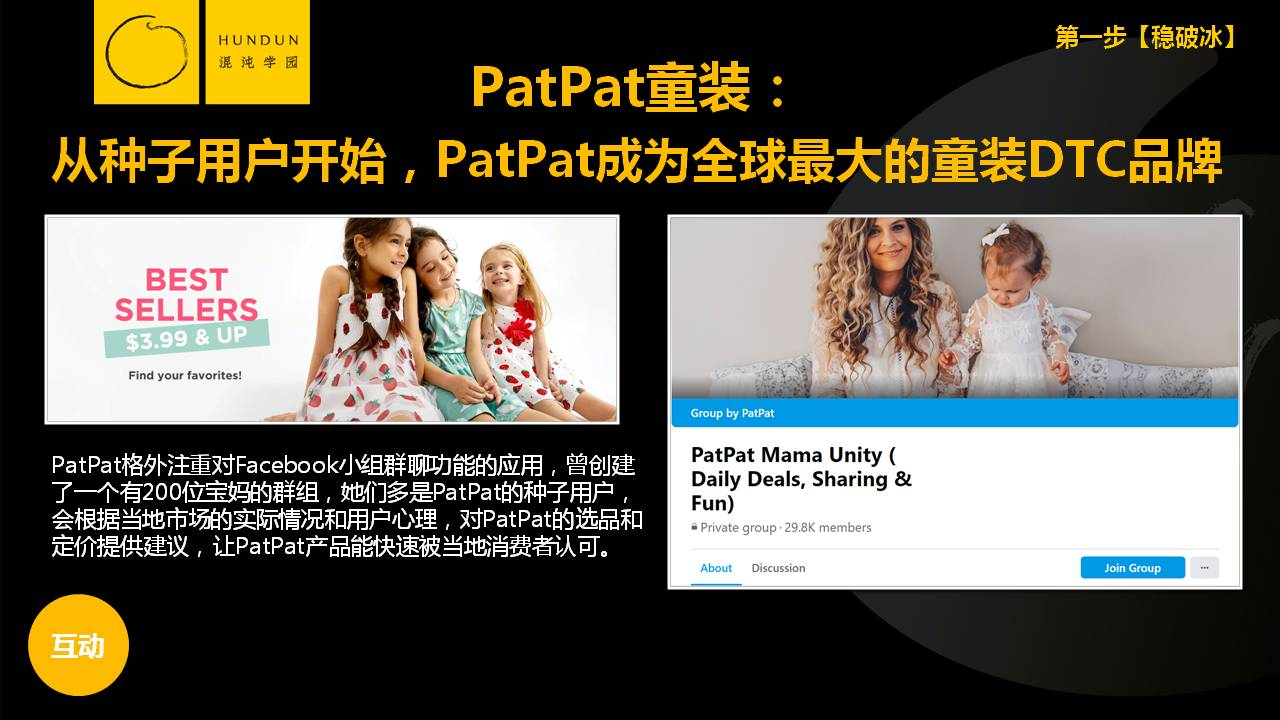 HUNDUN
混沌学园
第一步【稳破冰】
PatPat童装：
从种子用户开始，PatPat成为全球最大的童装DTC品牌
BEST
SELLERS
$3.99 & UP
Find your favorites!
PatPat格外注重对Facebook小组群聊功能的应用，曾创建
了一个有200位宝妈的群组，她们多是PatPat的种子用户，
会根据当地市场的实际情况和用户心理，对PatPat的选品和
定价提供建议，让PatPat产品能快速被当地消费者认可。
Group by PatPat
PatPat Mama Unity (
Daily Deals, Sharing &
Fun)
Private group · 29.8K members
About Discussion
Join Group ···
互动